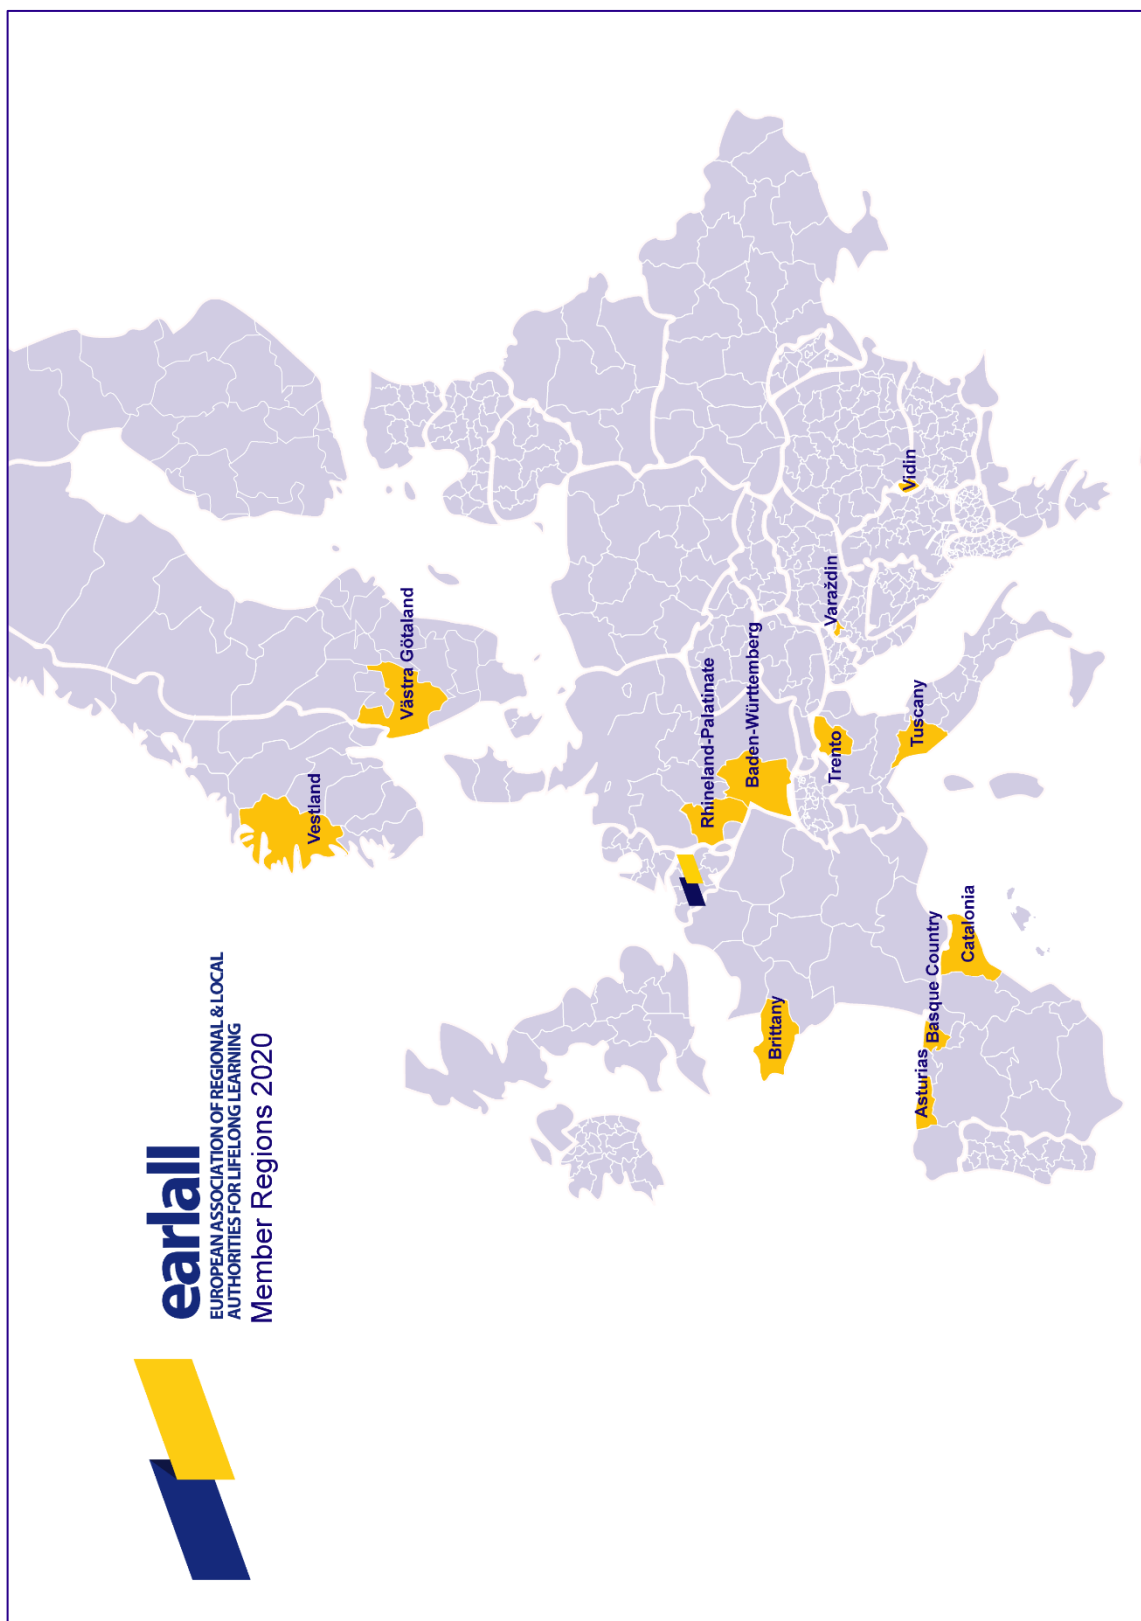 earlall
EUROPEAN ASSOCIATION OF REGIONAL & LOCAL
AUTHORITIES FOR LIFELONG LEARNING
Member Regions 2020
Vestland
Västra Götaland
Rhineland-Palatinate
Baden-Württemberg
Brittany
Varaždin
Trento
Vidin
Tuscany
Asturias
Basque Country
Catalonia